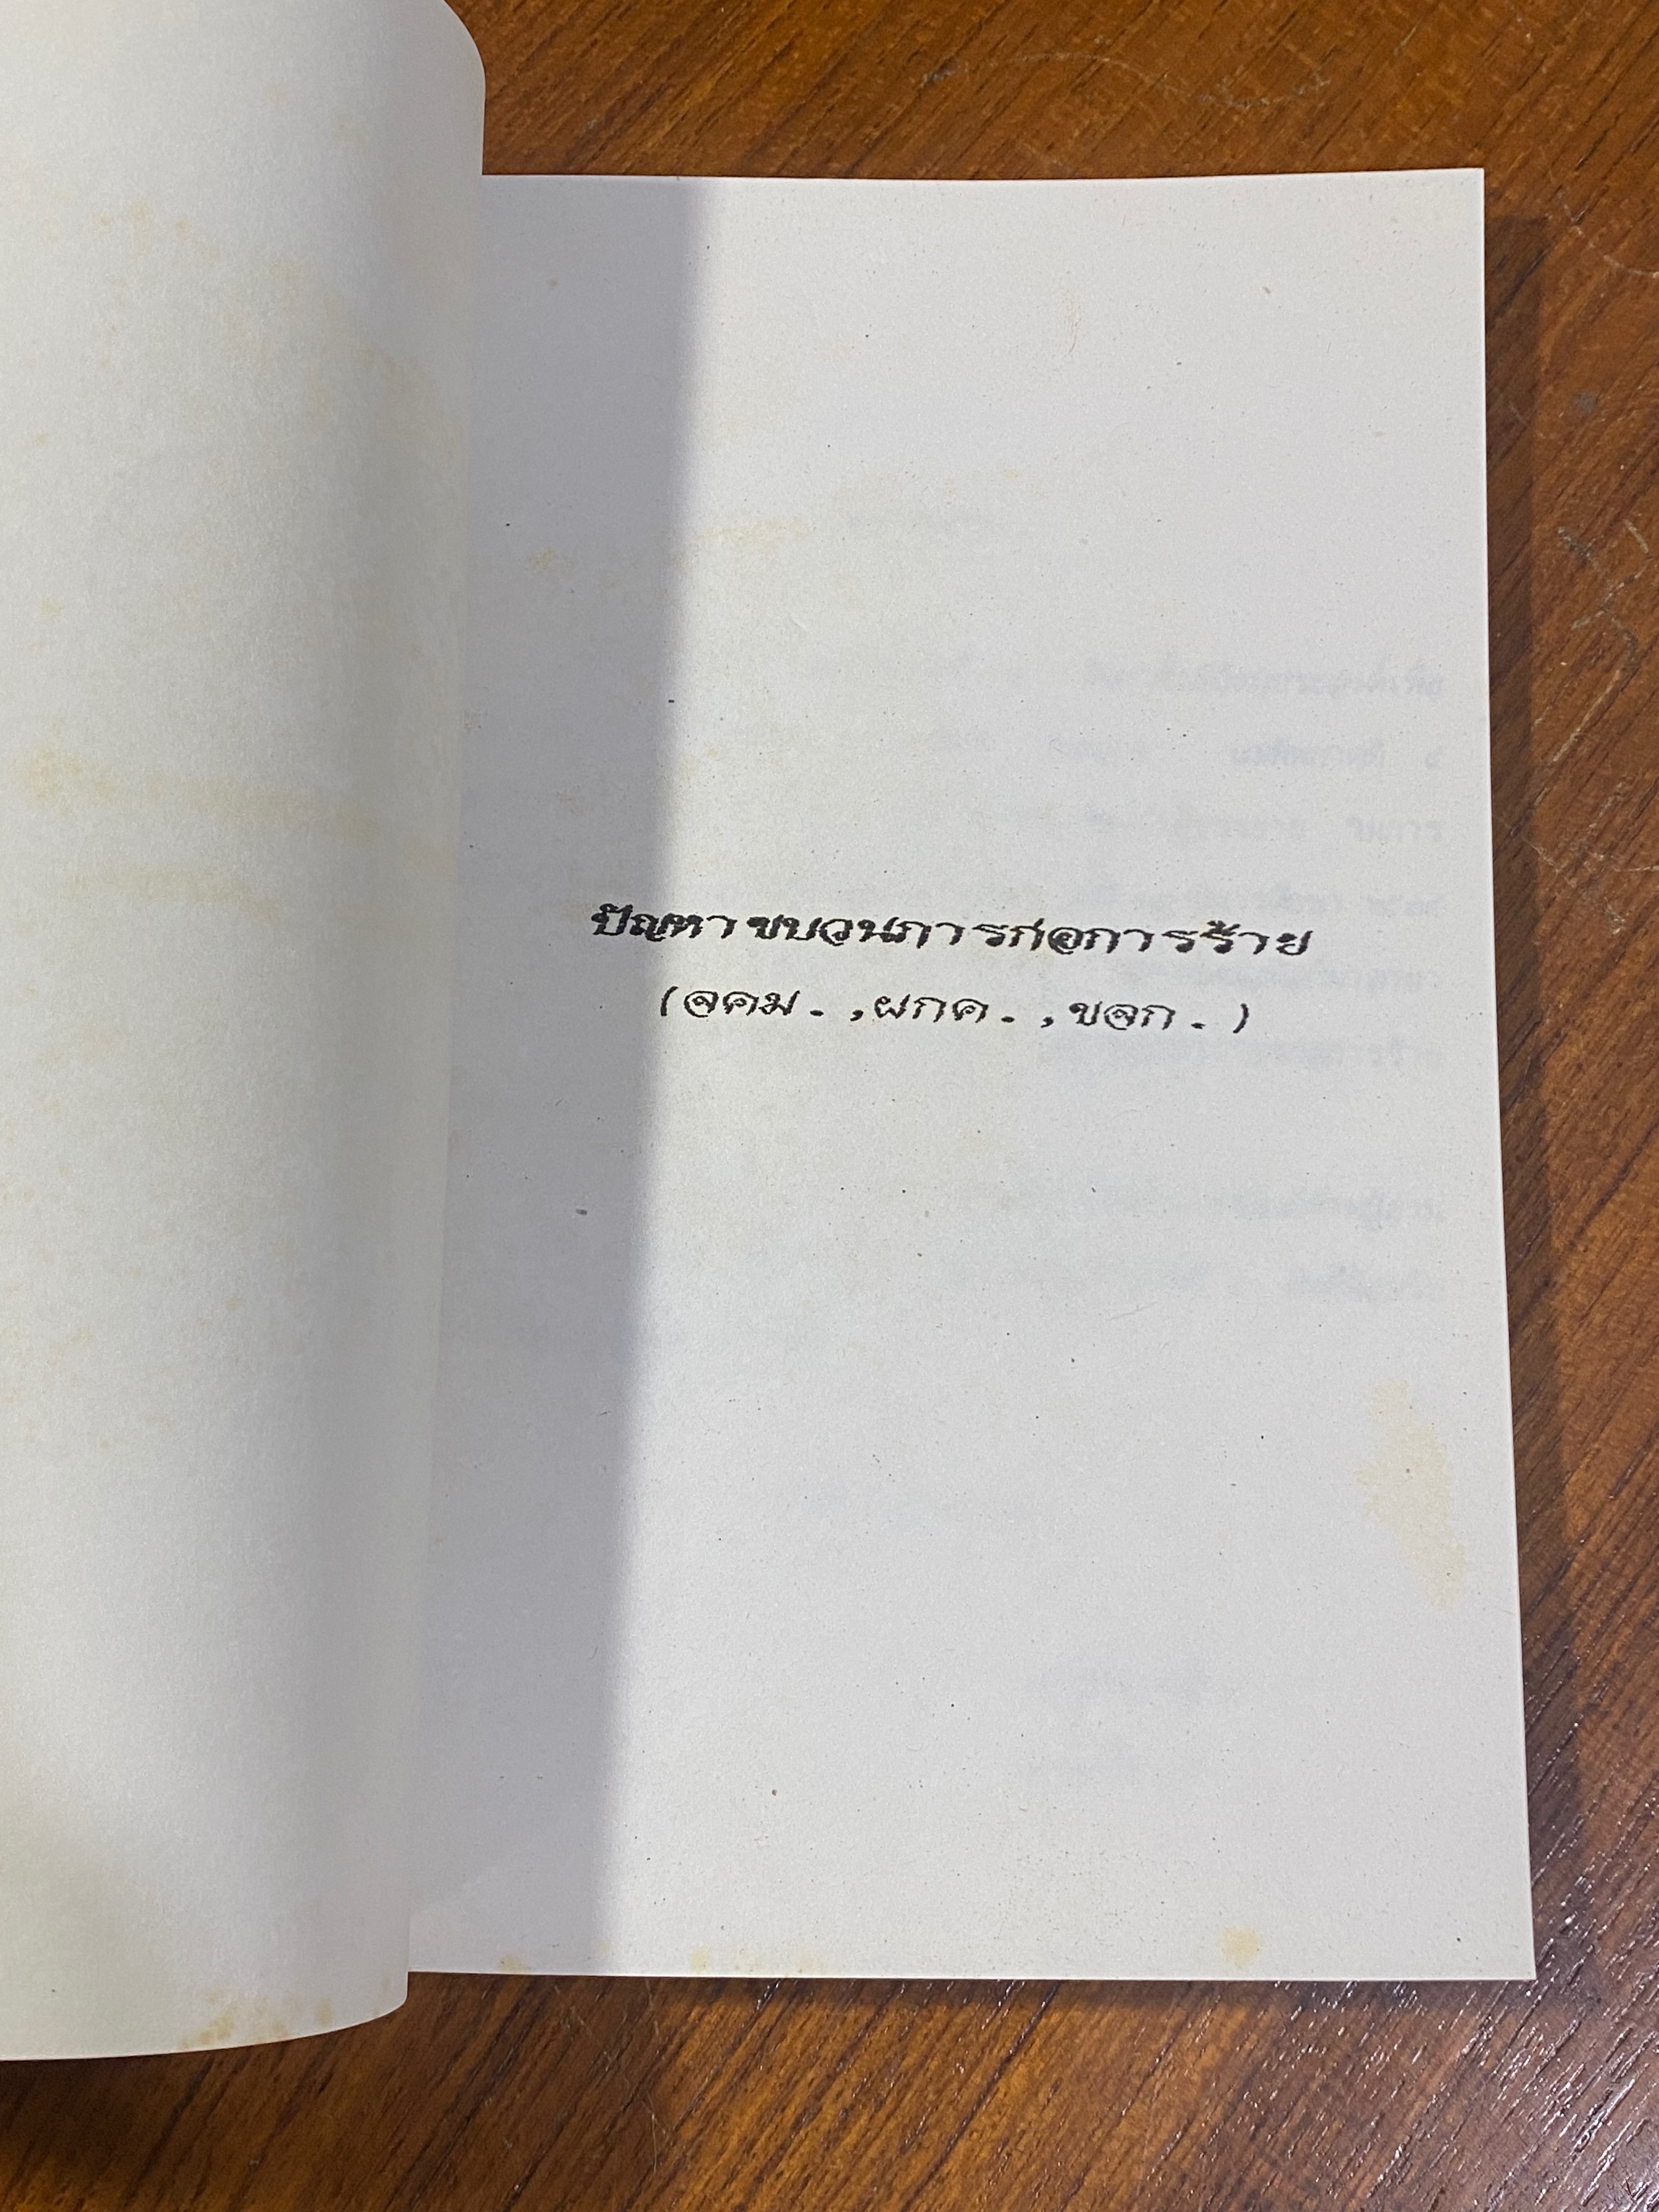 ปัญหาขบวนการก่อการร้าย
(จคม. ,ผกค. ,ขจก. )